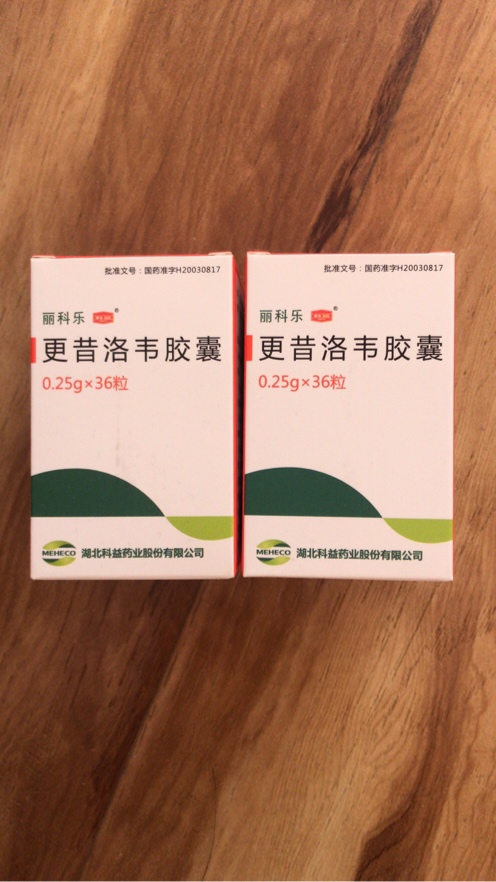 批准文号：国药准字H20030817
丽科乐 科益®
更昔洛韦胶囊
0.25g×36粒
MEHECO 湖北科益药业股份有限公司
批准文号：国药准字H20030817
丽科乐 科益®
更昔洛韦胶囊
0.25g×36粒
MEHECO 湖北科益药业股份有限公司